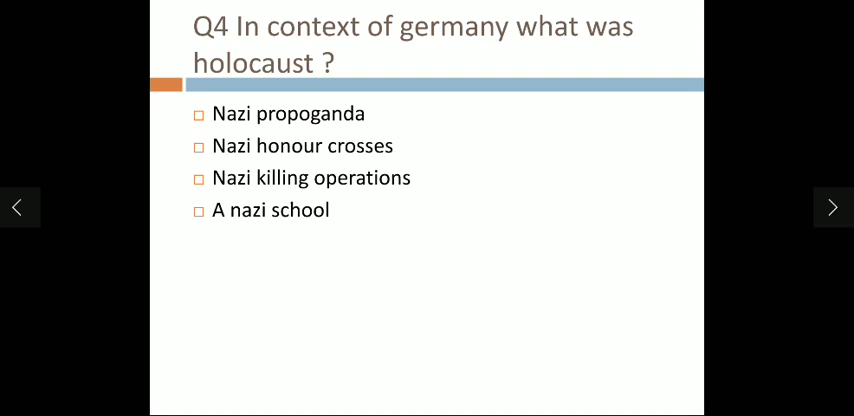 Q4 In context of germany what was
holocaust ?
Nazi propoganda
Nazi honour crosses
Nazi killing operations
A nazi school